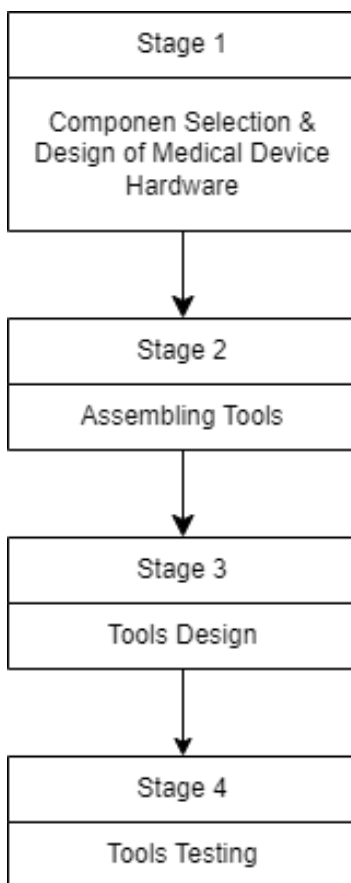 Stage 1
Componen Selection &
Design of Medical Device
Hardware
Stage 2
Assembling Tools
Stage 3
Tools Design
Stage 4
Tools Testing